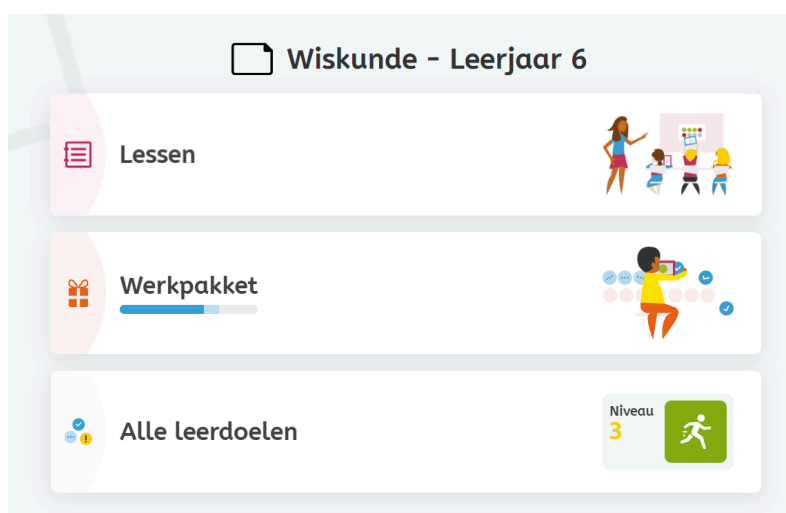 Wiskunde - Leerjaar 6
Lessen
Werkpakket
Alle leerdoelen
Niveau
3